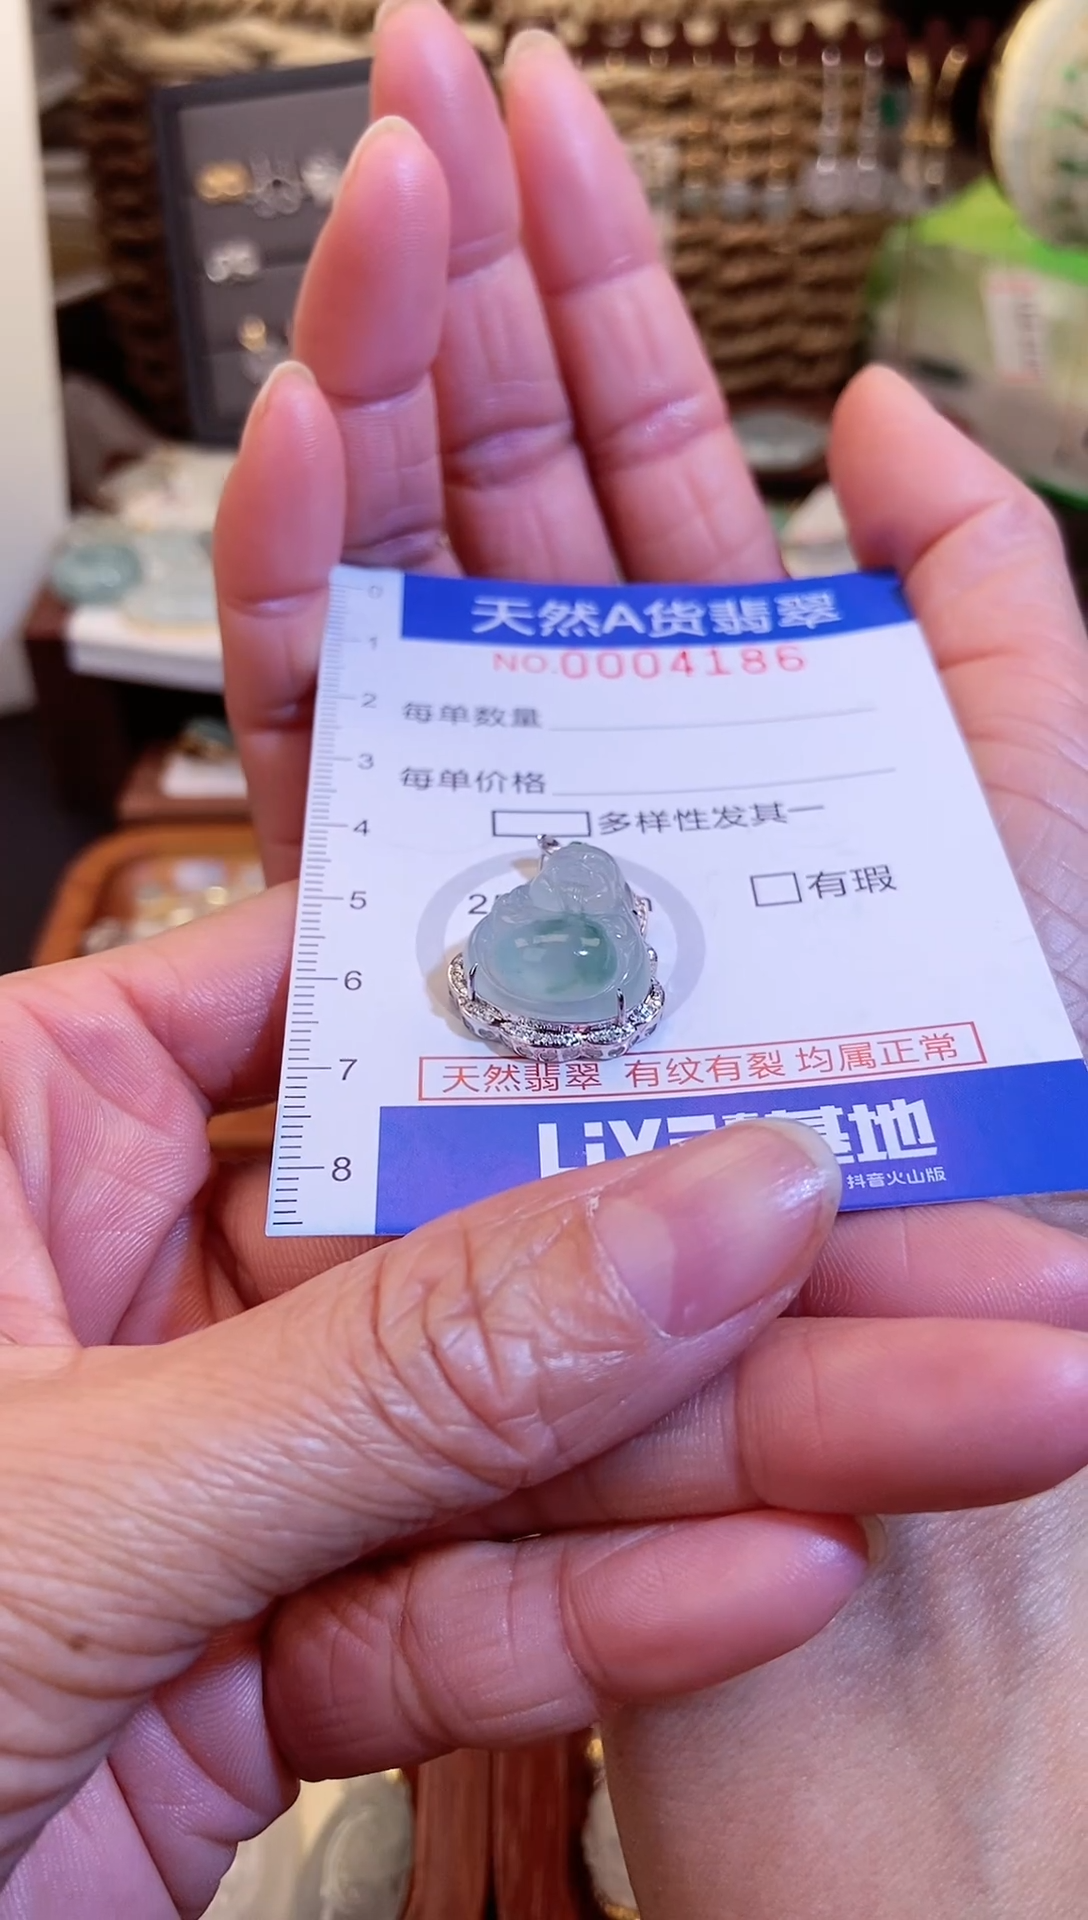 天然A货翡翠
NO.0004186
每单数量
每单价格
多样性发其一
有瑕
天然翡翠 有纹有裂 均属正常
基地
抖音火山版
0
1
2
3
4
5
6
7
8